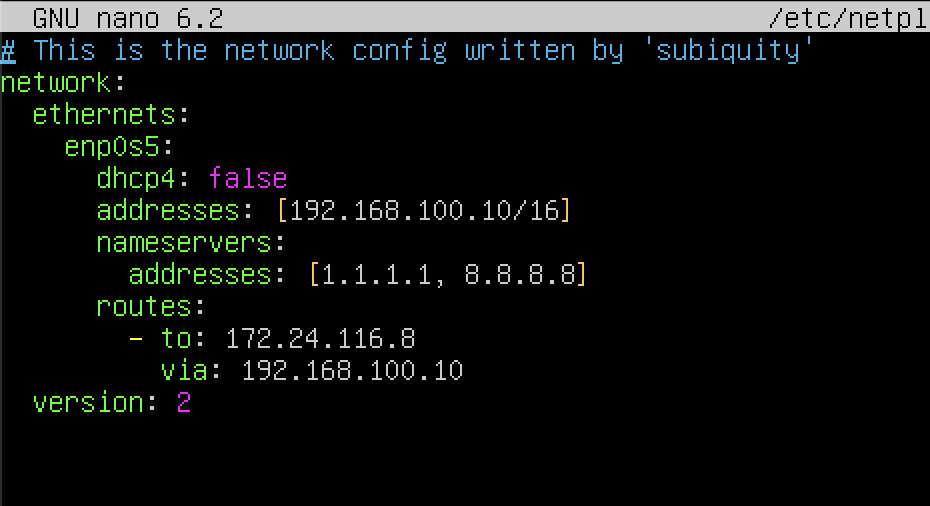 GNU nano 6.2 /etc/netpl
# This is the network config written by 'subiquity'
network:
  ethernets:
    enp0s5:
      dhcp4: false
      addresses: [192.168.100.10/16]
      nameservers:
        addresses: [1.1.1.1, 8.8.8.8]
      routes:
        - to: 172.24.116.8
          via: 192.168.100.10
  version: 2